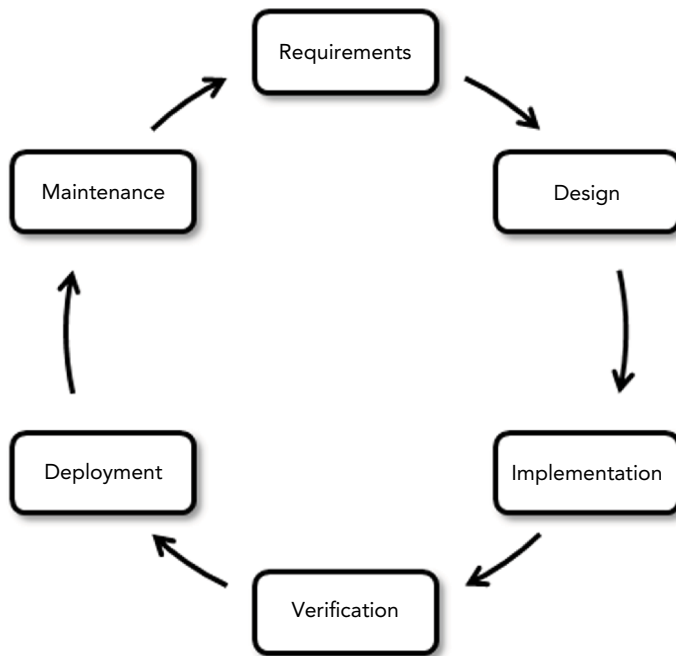 Requirements
Design
Implementation
Verification
Deployment
Maintenance